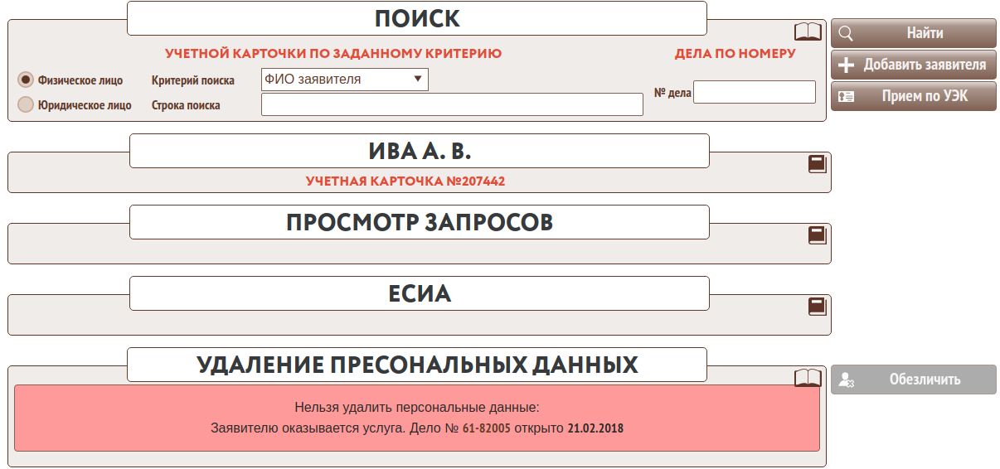 ПОИСК
УЧЕТНОЙ КАРТОЧКИ ПО ЗАДАННОМУ КРИТЕРИЮ
ДЕЛА ПО НОМЕРУ
Физическое лицо
Критерий поиска
ФИО заявителя
Юридическое лицо
Строка поиска
№ дела
Найти
Добавить заявителя
Прием по УЭК
ИВА А. В.
УЧЕТНАЯ КАРТОЧКА №207442
ПРОСМОТР ЗАПРОСОВ
ЕСИА
УДАЛЕНИЕ ПРЕСОНАЛЬНЫХ ДАННЫХ
Обезличить
Нельзя удалить персональные данные:
Заявителю оказывается услуга. Дело № 61-82005 открыто 21.02.2018